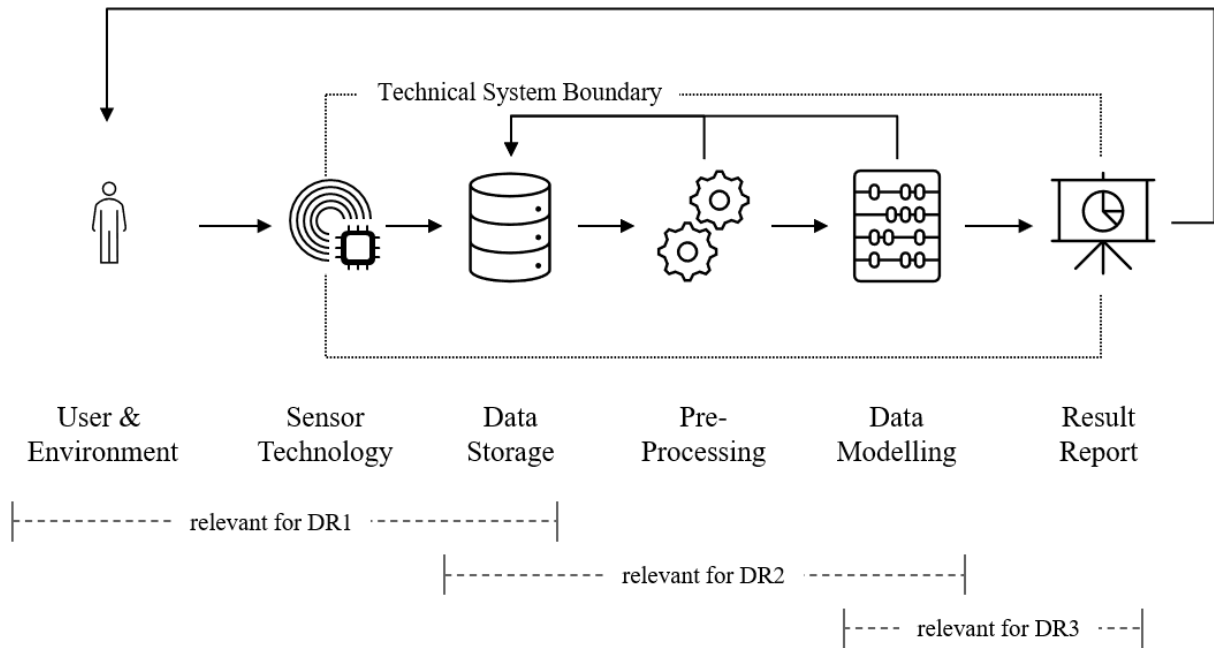 Technical System Boundary
User &
Environment
Sensor
Technology
Data
Storage
Pre-
Processing
Data
Modelling
Result
Report
relevant for DR1
relevant for DR2
relevant for DR3